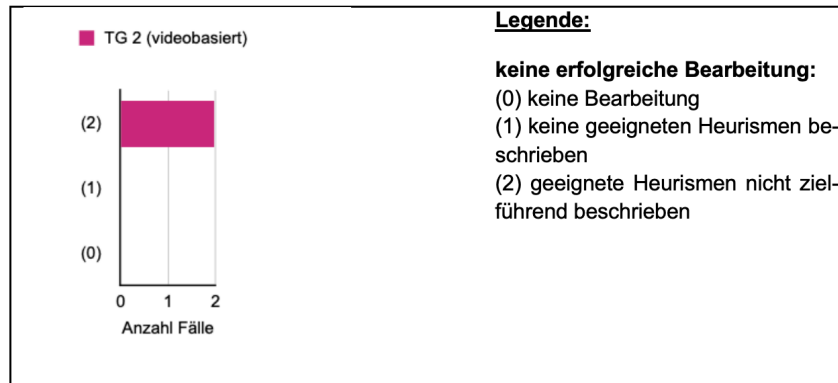 TG 2 (videobasiert)
(2)
(1)
(0)
0 1 2
Anzahl Fälle
Legende:
keine erfolgreiche Bearbeitung:
(0) keine Bearbeitung
(1) keine geeigneten Heurismen be-
schrieben
(2) geeignete Heurismen nicht ziel-
führend beschrieben